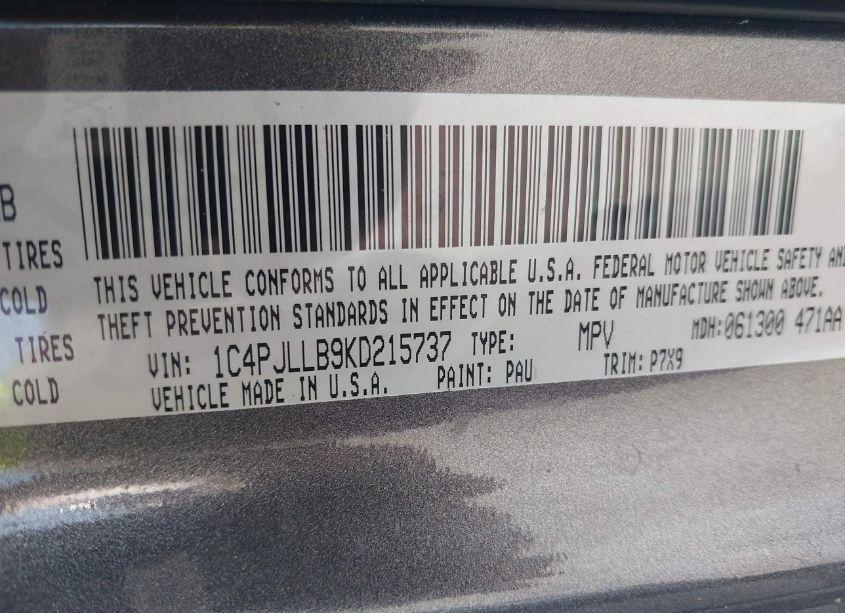 B
TIRES
COLD
TIRES
COLD
THIS VEHICLE CONFORMS TO ALL APPLICABLE U.S.A. FEDERAL MOTOR VEHICLE SAFETY AND
THEFT PREVENTION STANDARDS IN EFFECT ON THE DATE OF MANUFACTURE SHOWN ABOVE.
VIN: 1C4PJLLB9KD215737 TYPE: MPV MDH:061300 471AA
VEHICLE MADE IN U.S.A. PAINT: PAU TRIM: P7X9